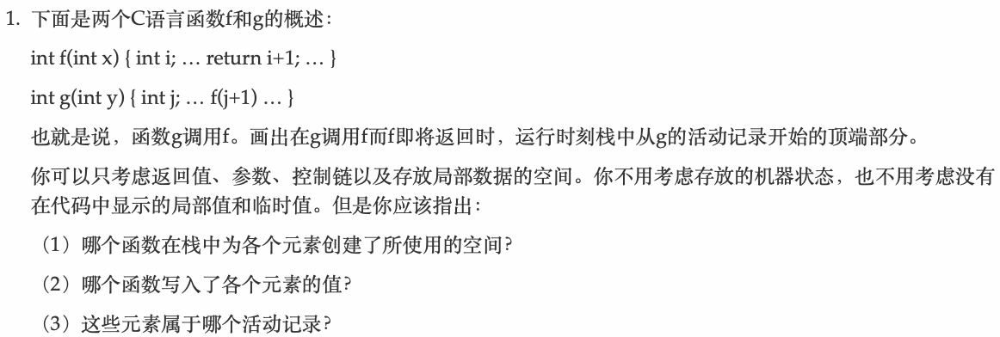 1. 下面是两个C语言函数f和g的概述：
int f(int x) { int i; … return i+1; … }
int g(int y) { int j; … f(j+1) … }
也就是说，函数g调用f。画出在g调用f而f即将返回时，运行时刻栈中从g的活动记录开始的顶端部分。
你可以只考虑返回值、参数、控制链以及存放局部数据的空间。你不用考虑存放的机器状态，也不用考虑没有
在代码中显示的局部值和临时值。但是你应该指出：
（1）哪个函数在栈中为各个元素创建了所使用的空间？
（2）哪个函数写入了各个元素的值？
（3）这些元素属于哪个活动记录？